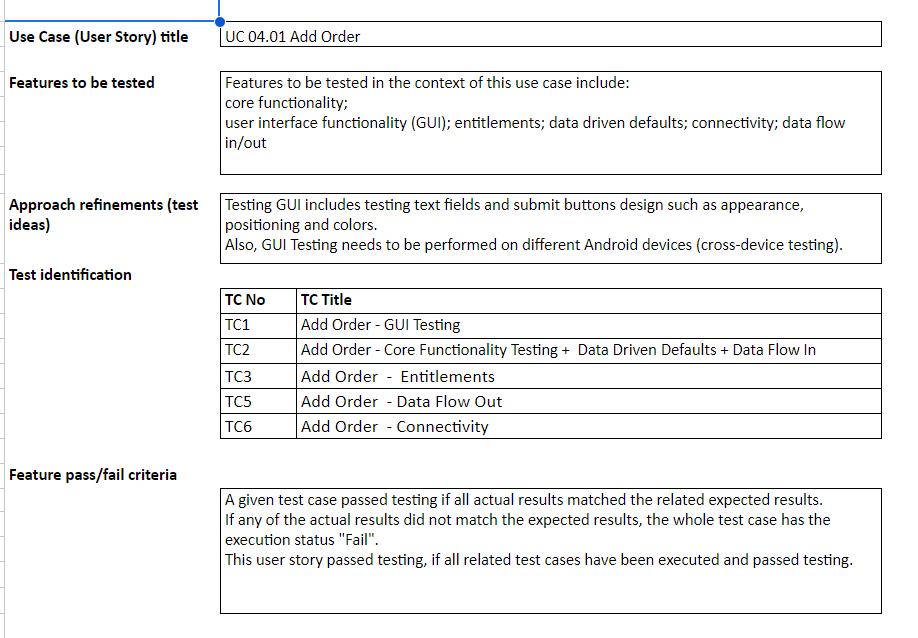 Use Case (User Story) title
UC 04.01 Add Order
Features to be tested
Features to be tested in the context of this use case include:
core functionality;
user interface functionality (GUI); entitlements; data driven defaults; connectivity; data flow
in/out
Approach refinements (test
ideas)
Testing GUI includes testing text fields and submit buttons design such as appearance,
positioning and colors.
Also, GUI Testing needs to be performed on different Android devices (cross-device testing).
Test identification
TC No TC Title
TC1 Add Order - GUI Testing
TC2 Add Order - Core Functionality Testing + Data Driven Defaults + Data Flow In
TC3 Add Order - Entitlements
TC5 Add Order - Data Flow Out
TC6 Add Order - Connectivity
Feature pass/fail criteria
A given test case passed testing if all actual results matched the related expected results.
If any of the actual results did not match the expected results, the whole test case has the
execution status "Fail".
This user story passed testing, if all related test cases have been executed and passed testing.